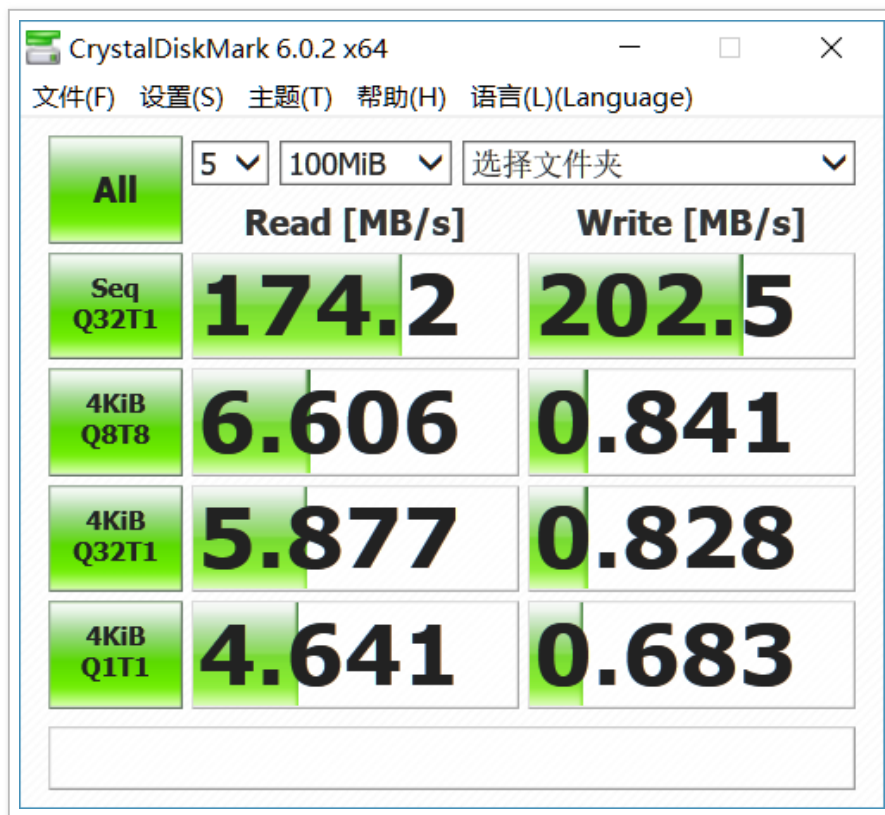 CrystalDiskMark 6.0.2 x64
文件(F) 设置(S) 主题(T) 帮助(H) 语言(L)(Language)
All 5 100MiB 选择文件夹
Read [MB/s] Write [MB/s]
Seq
Q32T1 174.2 202.5
4KiB
Q8T8 6.606 0.841
4KiB
Q32T1 5.877 0.828
4KiB
Q1T1 4.641 0.683